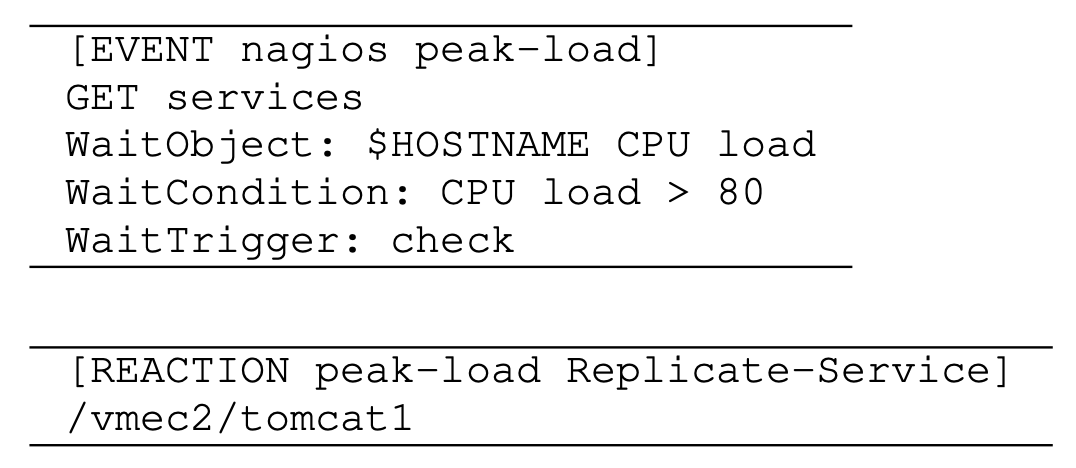 [EVENT nagios peak-load]
GET services
WaitObject: $HOSTNAME CPU load
WaitCondition: CPU load > 80
WaitTrigger: check
[REACTION peak-load Replicate-Service]
/vmec2/tomcat1